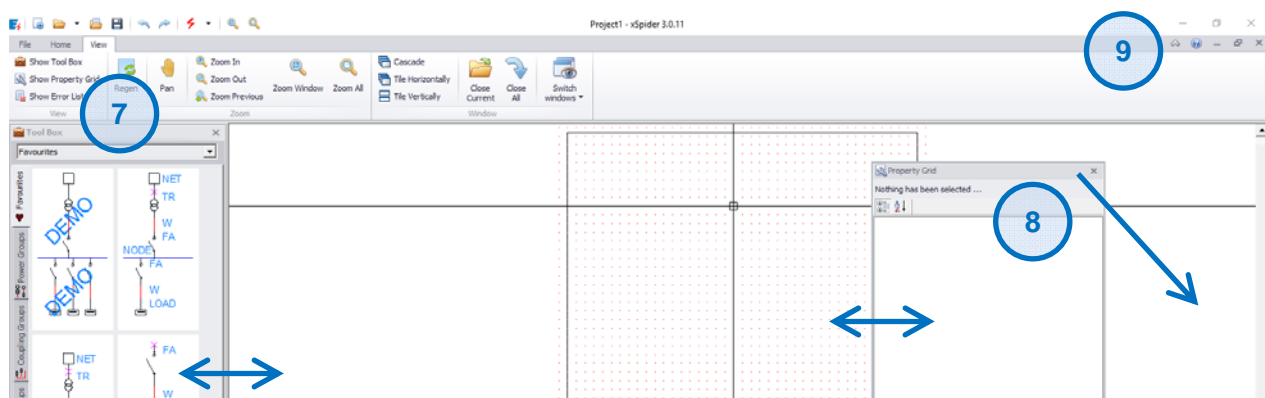 Project1 - xSpider 3.0.11
File Home View
Show Tool Box
Show Property Grid
Show Error List
View
Regen
Pan
Zoom In
Zoom Out
Zoom Previous
Zoom Window
Zoom All
Zoom
Cascade
Tile Horizontally
Tile Vertically
Close Current
Close All
Switch windows
Window
7
9
Tool Box
Favourites
Favourites
Power Groups
Coupling Groups
DEMO
DEMO
NET
TR
W
FA
NODE
FA
W
LOAD
NET
TR
FA
W
Property Grid
Nothing has been selected ...
8